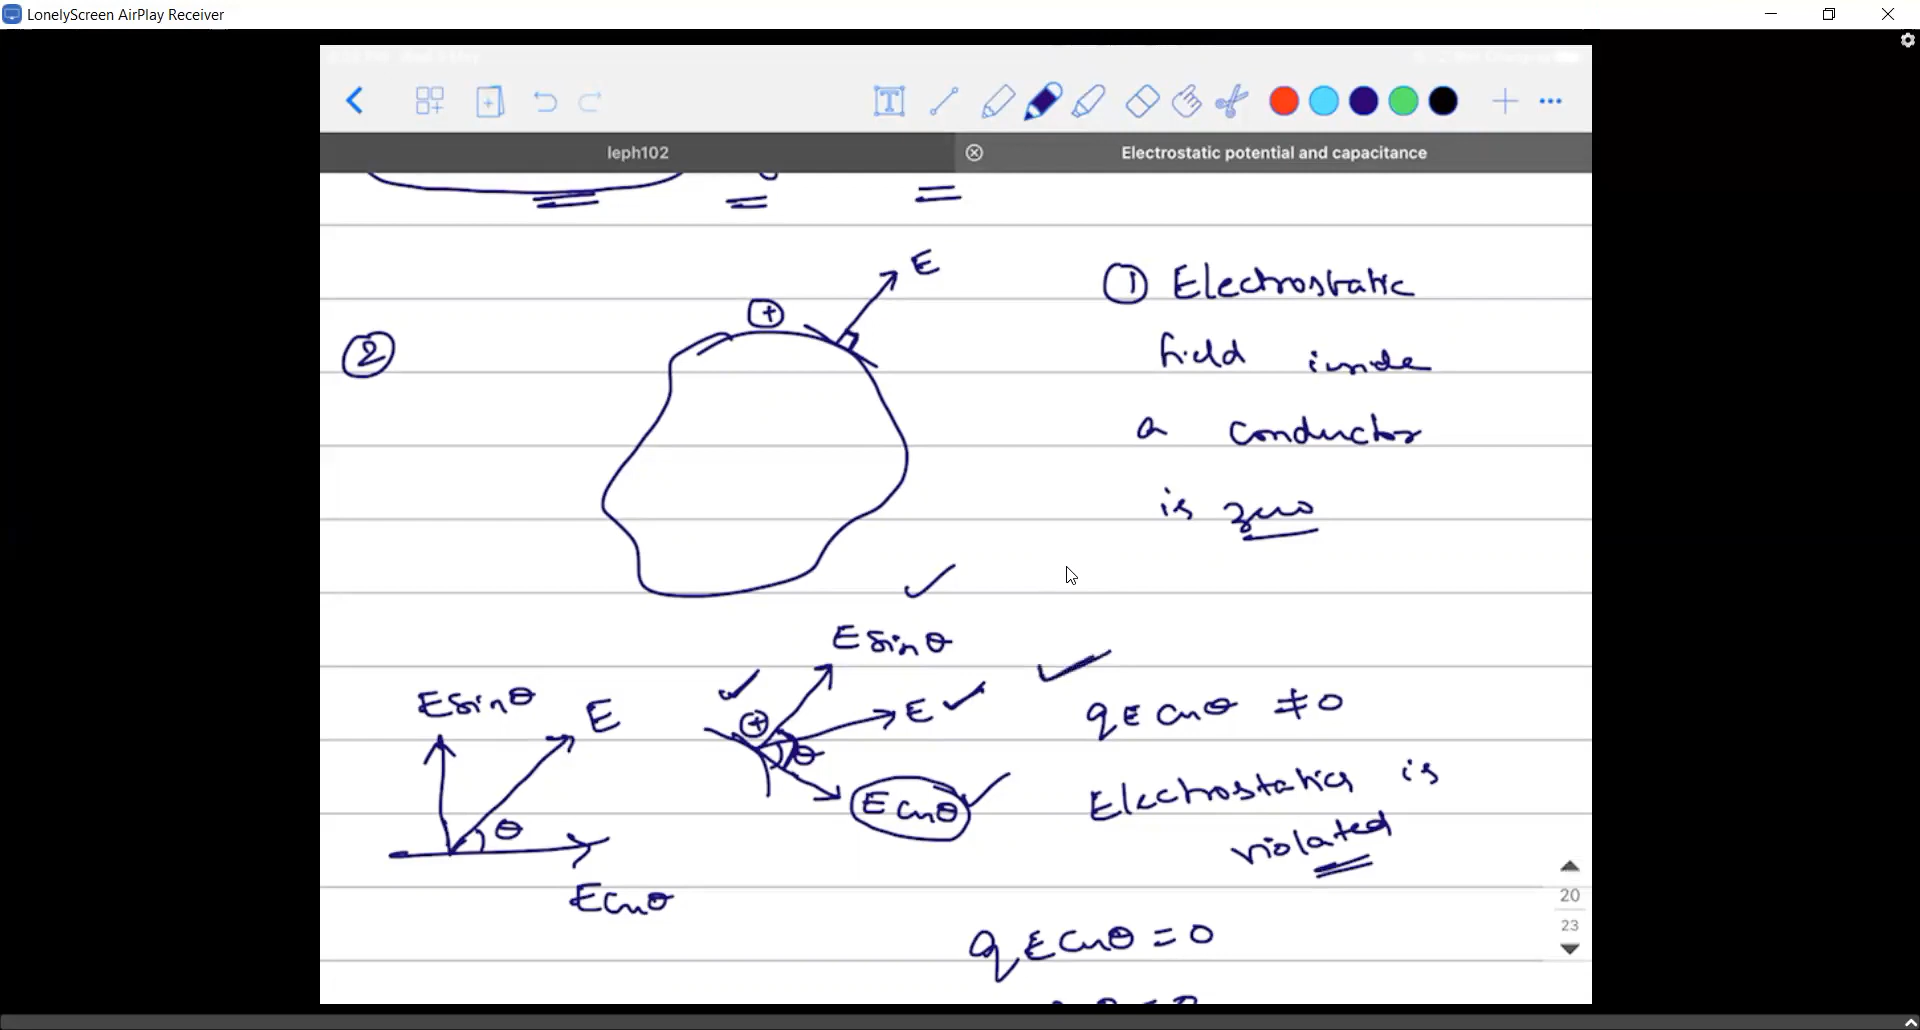 LonelyScreen AirPlay Receiver
leph102
Electrostatic potential and capacitance
E
+
① Electrostatic
field inside
②
a conductor
is zero
E sinθ
E sinθ
E
+
E
θ
qE cosθ ≠ 0
θ
E cosθ
Electrostatics is
violated
E cosθ
20
23
qE cosθ = 0